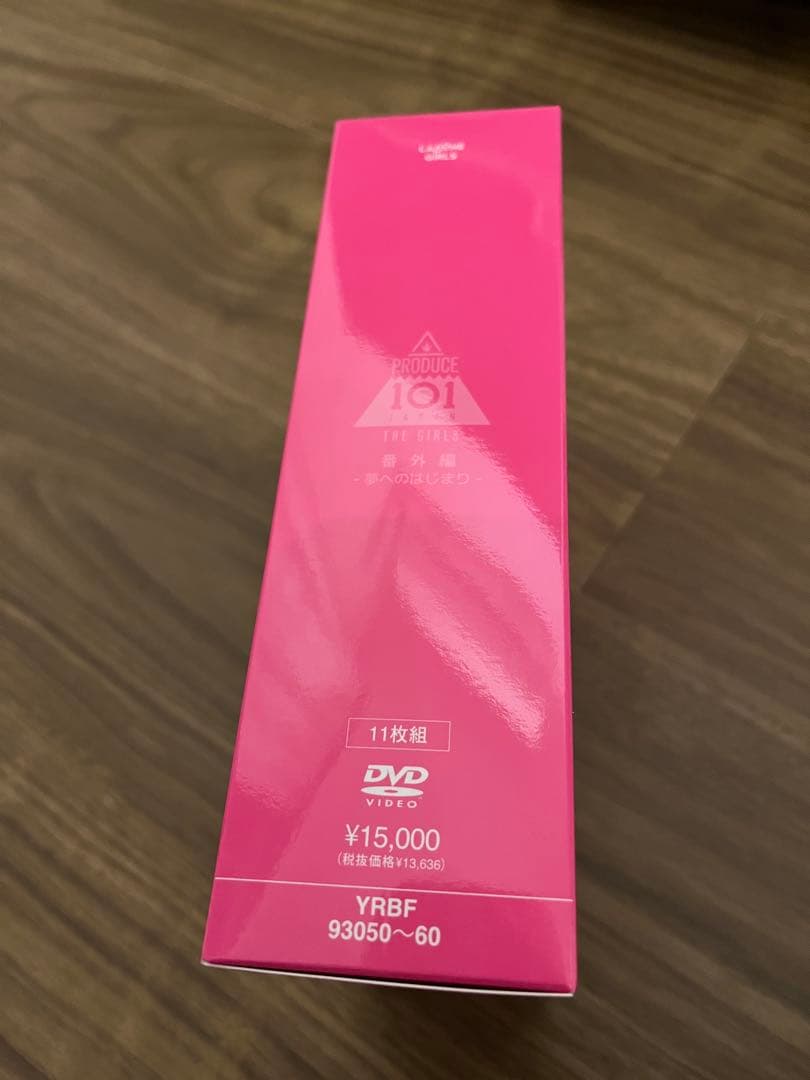 LAPONE
GIRLS
PRODUCE
101
JAPAN
THE GIRLS
番外編
- 夢へのはじまり -
11枚組
DVD
VIDEO
¥15,000
(税抜価格¥13,636)
YRBF
93050～60